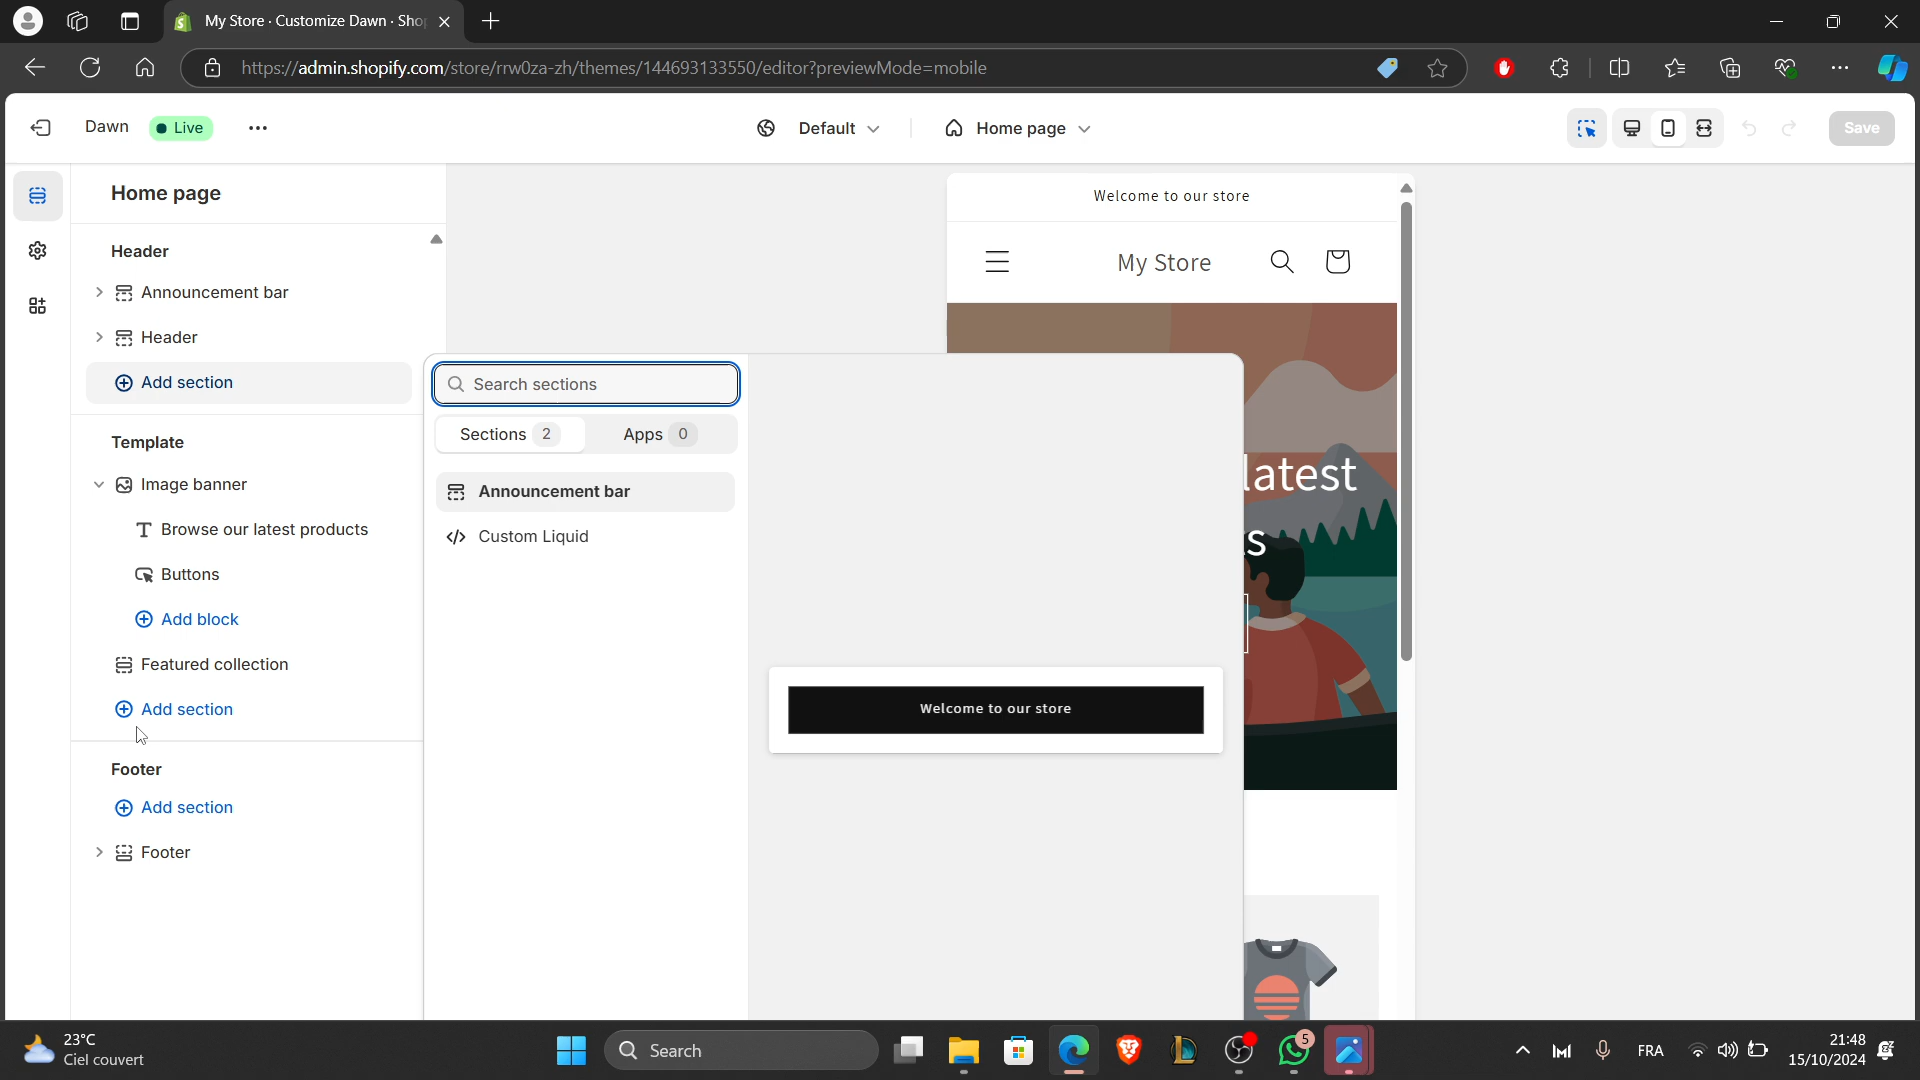 My Store · Customize Dawn · Sho
https://admin.shopify.com/store/rrw0za-zh/themes/144693133550/editor?previewMode=mobile
Dawn
Live
Default
Home page
Save
Home page
Header
Announcement bar
Header
Add section
Template
Image banner
Browse our latest products
Buttons
Add block
Featured collection
Add section
Footer
Add section
Footer
Search sections
Sections 2
Apps 0
Announcement bar
Custom Liquid
Welcome to our store
Welcome to our store
My Store
latest
s
23°C
Ciel couvert
Search
5
FRA
21:48
15/10/2024